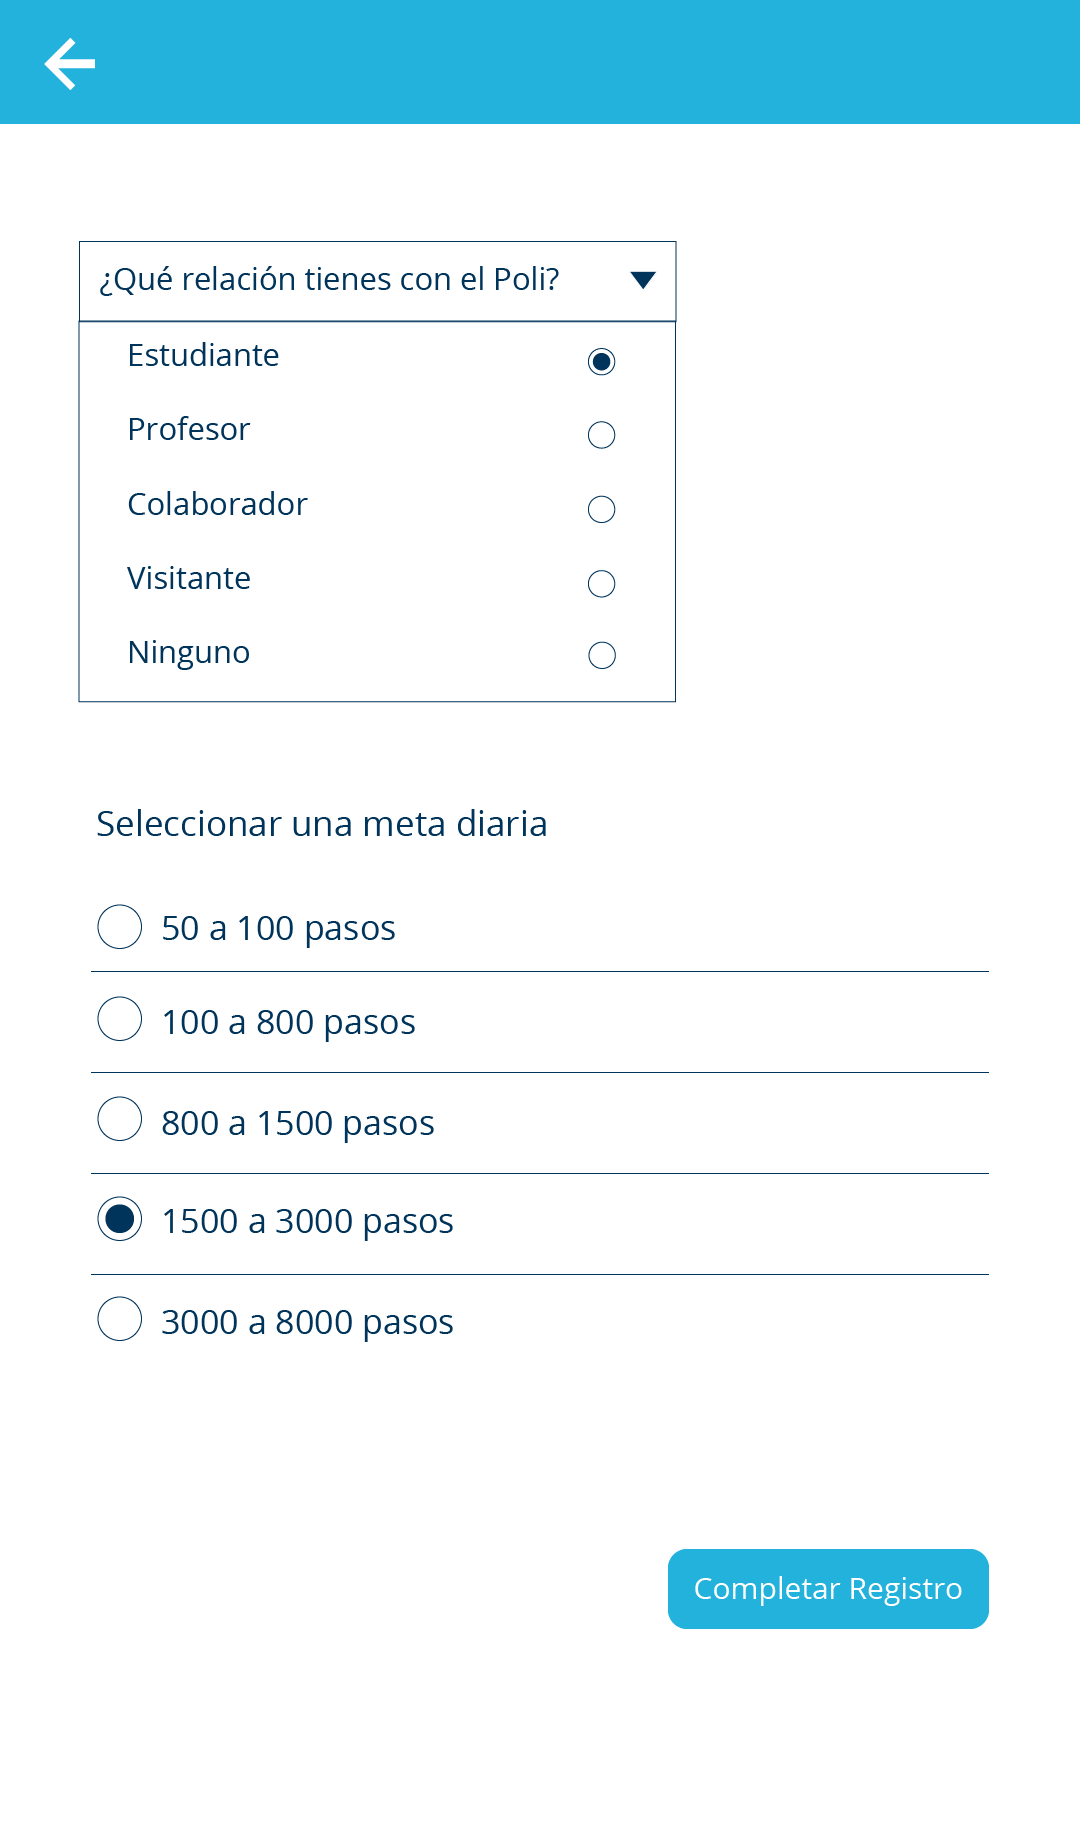 ¿Qué relación tienes con el Poli?
Estudiante
Profesor
Colaborador
Visitante
Ninguno
Seleccionar una meta diaria
50 a 100 pasos
100 a 800 pasos
800 a 1500 pasos
1500 a 3000 pasos
3000 a 8000 pasos
Completar Registro